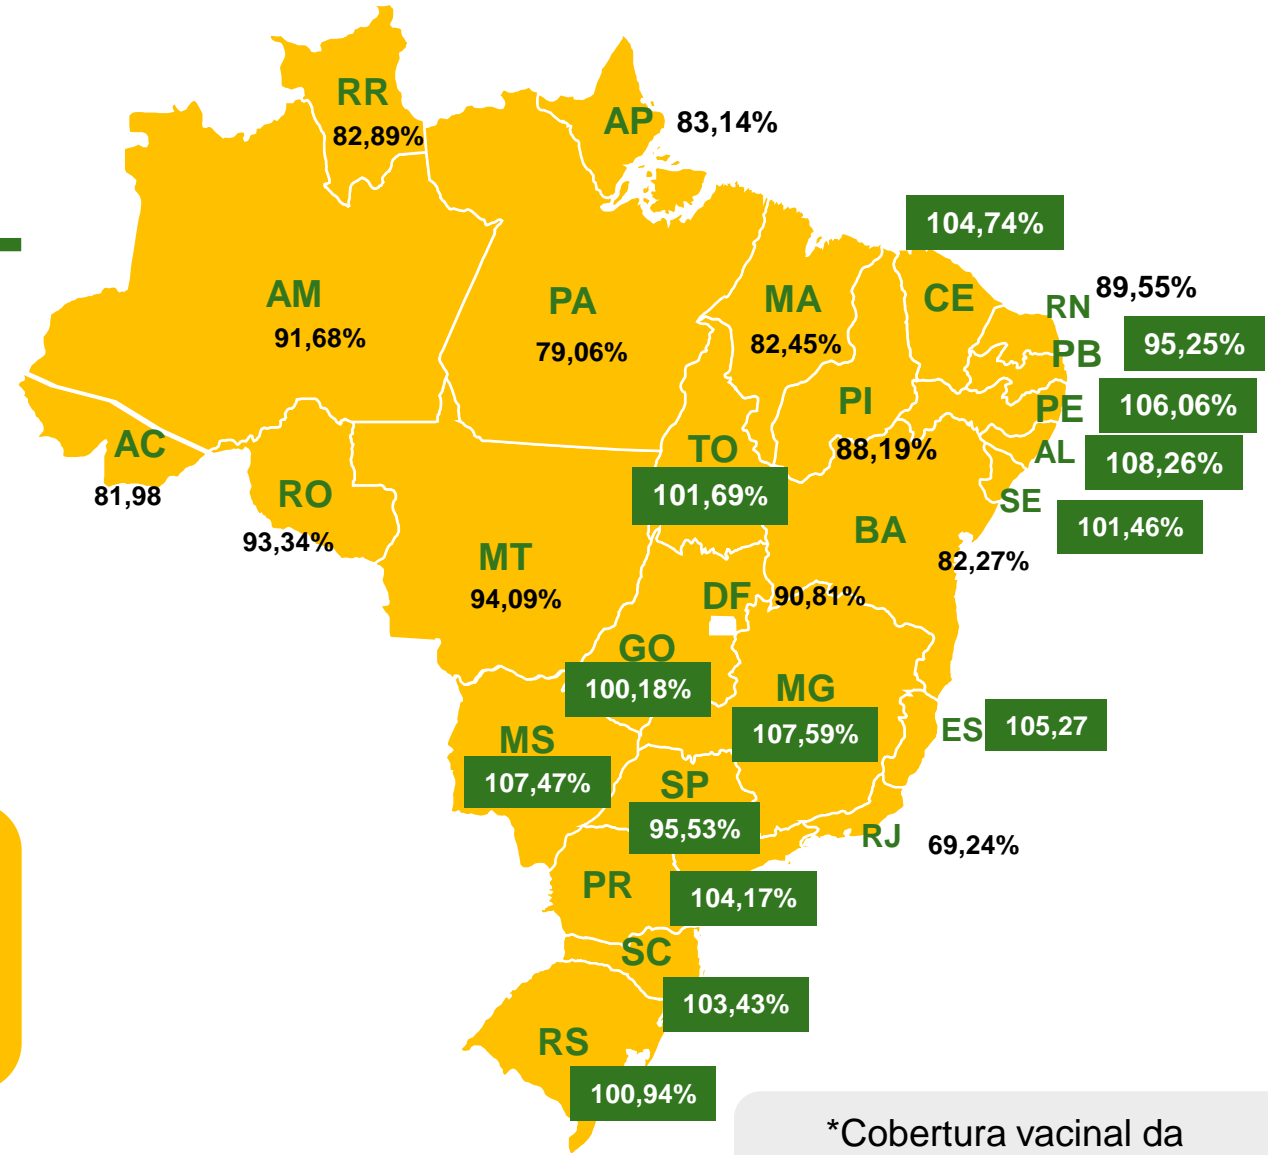 RR
82,89%
AP
83,14%
104,74%
AM
91,68%
PA
79,06%
MA
82,45%
CE
RN
89,55%
PB
95,25%
PI
88,19%
PE
106,06%
AC
81,98
RO
93,34%
TO
101,69%
AL
108,26%
SE
101,46%
BA
82,27%
MT
94,09%
DF
90,81%
GO
100,18%
MG
107,59%
ES
105,27
MS
107,47%
SP
95,53%
RJ
69,24%
PR
104,17%
SC
103,43%
RS
100,94%
*Cobertura vacinal da